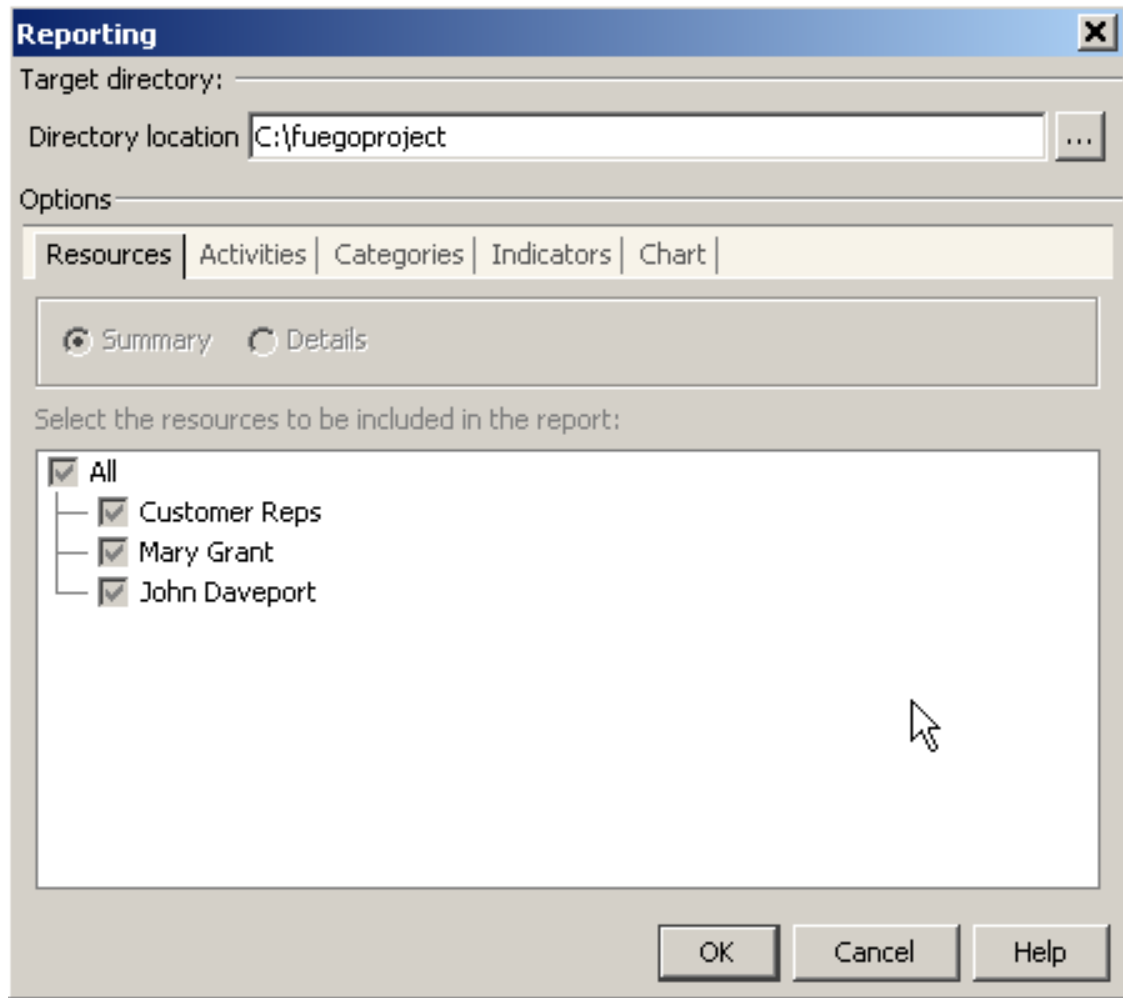 Reporting
Target directory:
Directory location C:\fuegoproject ...
Options
Resources Activities Categories Indicators Chart
Summary Details
Select the resources to be included in the report:
All
Customer Reps
Mary Grant
John Daveport
OK Cancel Help